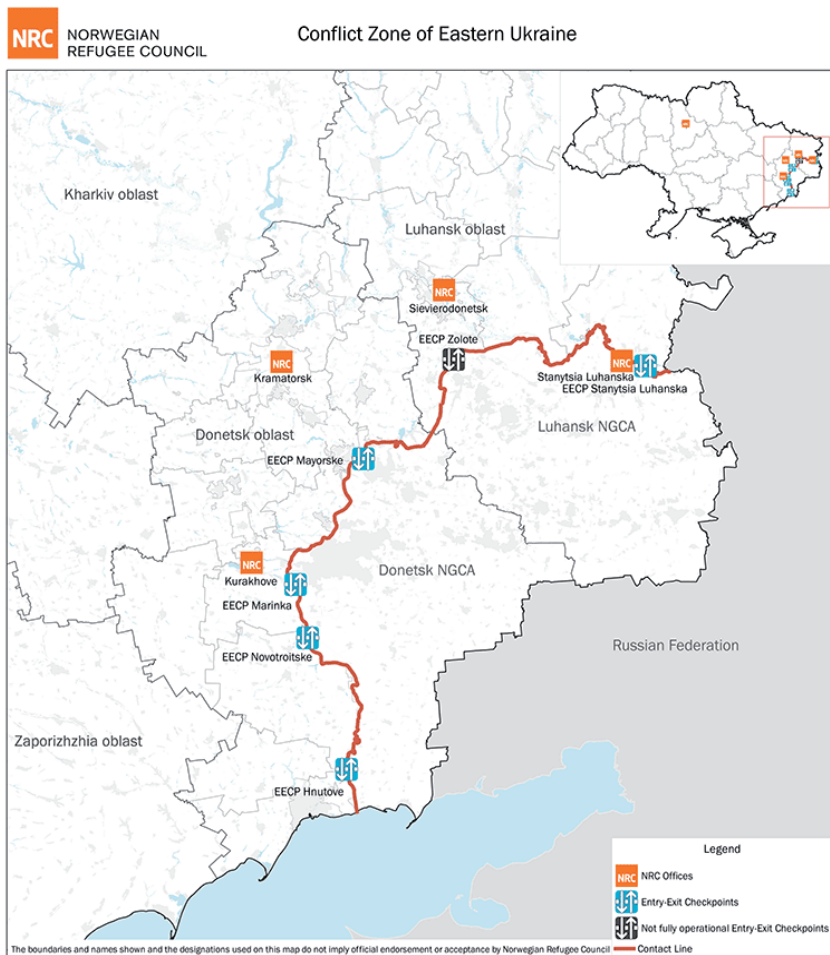 NRC
NORWEGIAN
REFUGEE COUNCIL
Conflict Zone of Eastern Ukraine
Kharkiv oblast
Luhansk oblast
NRC
Sievierodonetsk
EECP Zolote
NRC
Kramatorsk
NRC
Stanytsia Luhanska
EECP Stanytsia Luhanska
Luhansk NGCA
Donetsk oblast
EECP Mayorske
NRC
Kurakhove
Donetsk NGCA
EECP Marinka
EECP Novotroitske
Russian Federation
Zaporizhzhia oblast
EECP Hnutove
Legend
NRC
NRC Offices
Entry-Exit Checkpoints
Not fully operational Entry-Exit Checkpoints
Contact Line
The boundaries and names shown and the designations used on this map do not imply official endorsement or acceptance by Norwegian Refugee Council